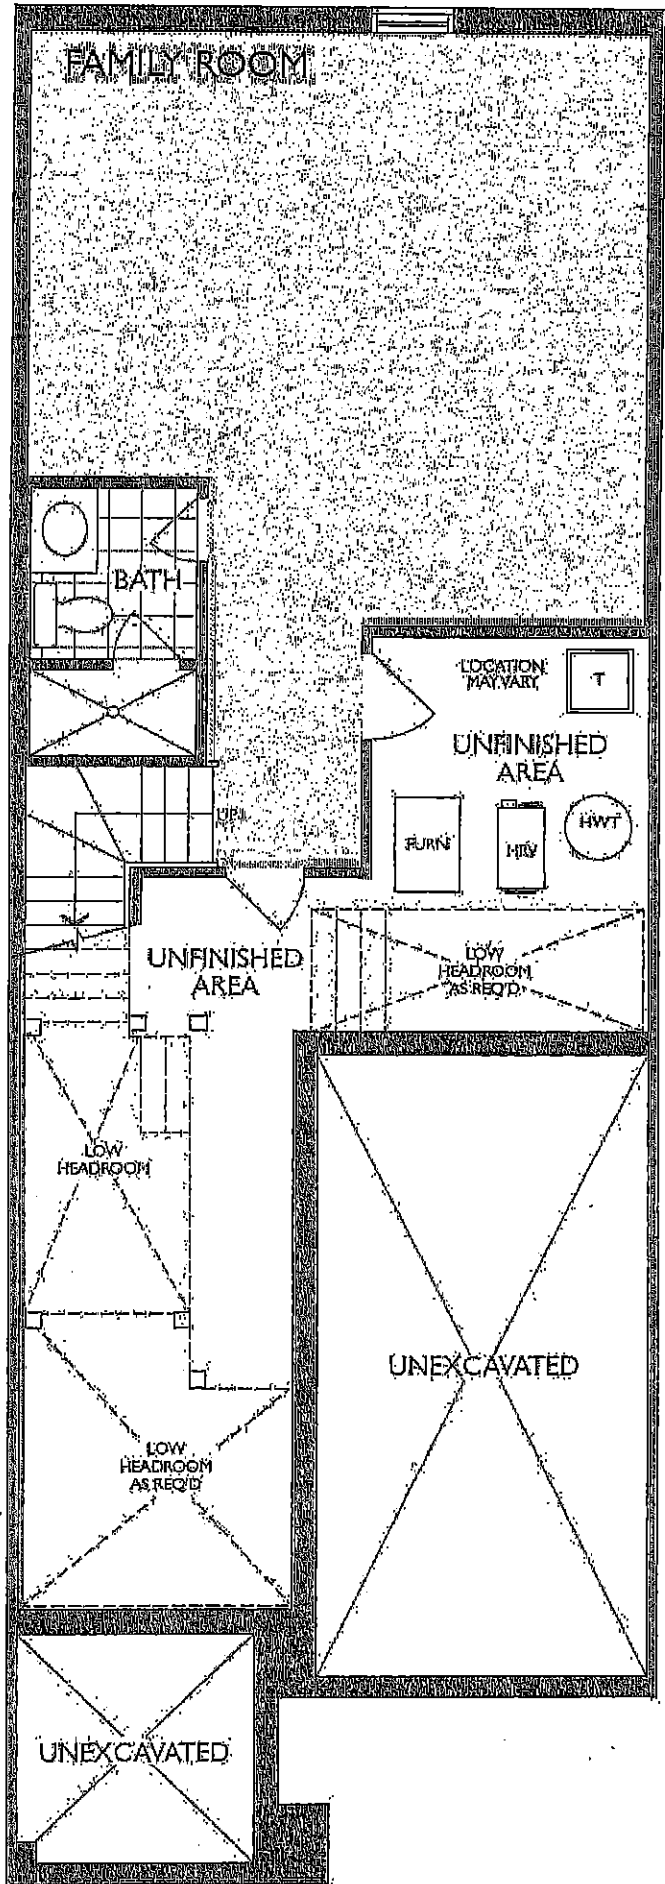 FAMILY ROOM
BATH
LOCATION
MAY VARY
T
UNFINISHED
AREA
UP
FURN
HRV
HWT
UNFINISHED
AREA
LOW
HEADROOM
AS REQ'D
LOW
HEADROOM
UNEXCAVATED
LOW
HEADROOM
AS REQ'D
UNEXCAVATED